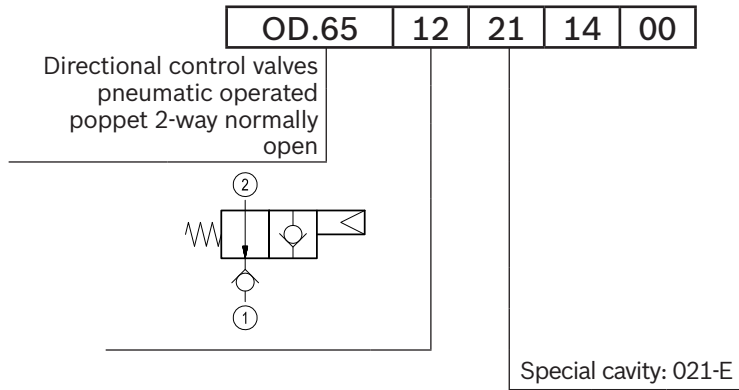 OD.65 12 21 14 00
Directional control valves
pneumatic operated
poppet 2-way normally
open
2
1
Special cavity: 021-E